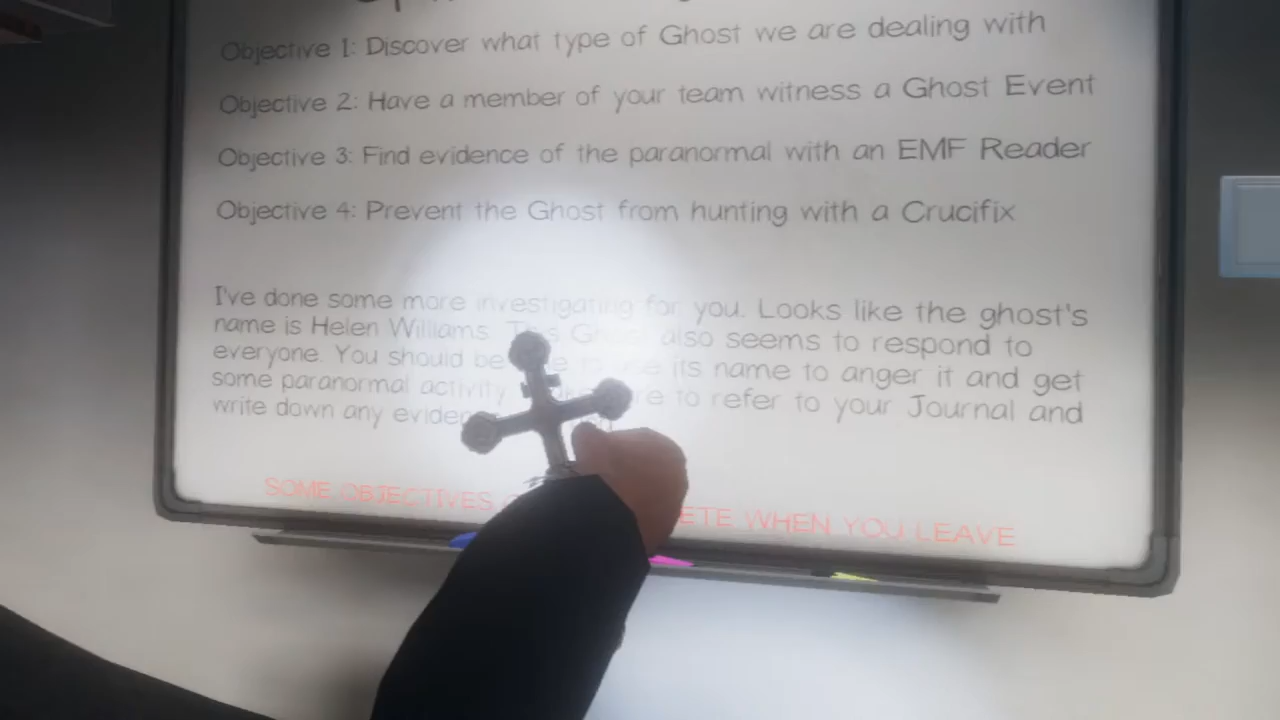 Objective 1: Discover what type of Ghost we are dealing with
Objective 2: Have a member of your team witness a Ghost Event
Objective 3: Find evidence of the paranormal with an EMF Reader
Objective 4: Prevent the Ghost from hunting with a Crucifix
I've done some more investigating for you. Looks like the ghost's
name is Helen Williams. This Ghost also seems to respond to
everyone. You should be its name to anger it and get
some paranormal activity to refer to your Journal and
write down any
SOME OBJECTIVES WHEN YOU LEAVE